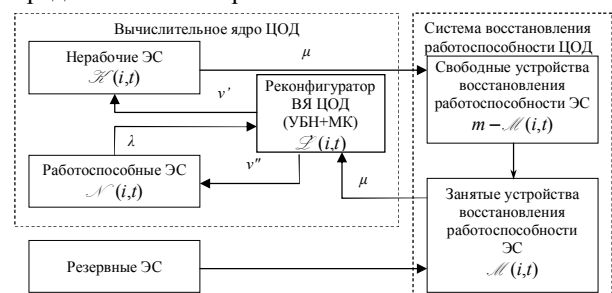 Вычислительное ядро ЦОД
Нерабочие ЭС
𝒦(i,t)
μ
ν'
Реконфигуратор
ВЯ ЦОД
(УБН+МК)
ℒ(i,t)
λ
ν''
Работоспособные ЭС
𝒩(i,t)
μ
Резервные ЭС
Система восстановления
работоспособности ЦОД
Свободные устройства
восстановления
работоспособности ЭС
m − ℳ(i,t)
Занятые устройства
восстановления
работоспособности
ЭС
ℳ(i,t)